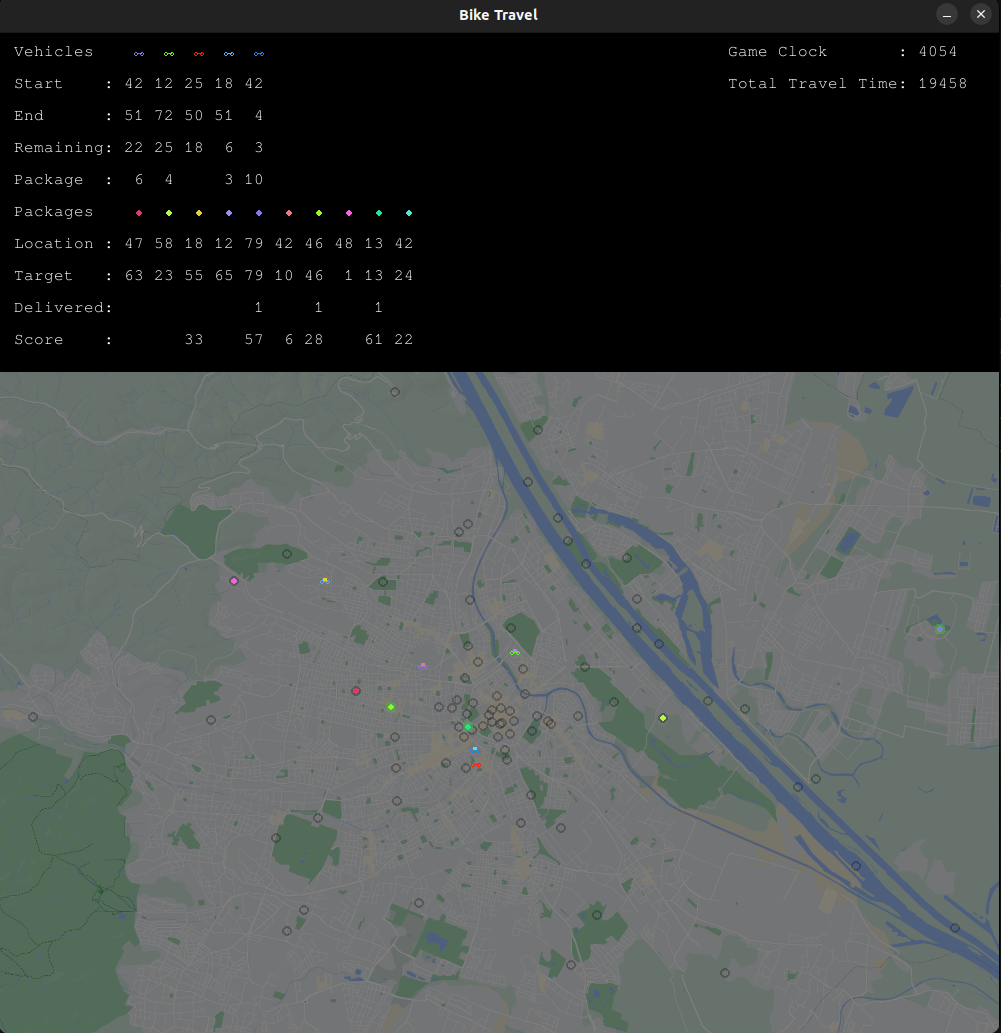 Bike Travel
Vehicles
Game Clock : 4054
Start : 42 12 25 18 42
Total Travel Time: 19458
End : 51 72 50 51 4
Remaining: 22 25 18 6 3
Package : 6 4 3 10
Packages
Location : 47 58 18 12 79 42 46 48 13 42
Target : 63 23 55 65 79 10 46 1 13 24
Delivered: 1 1 1
Score : 33 57 6 28 61 22